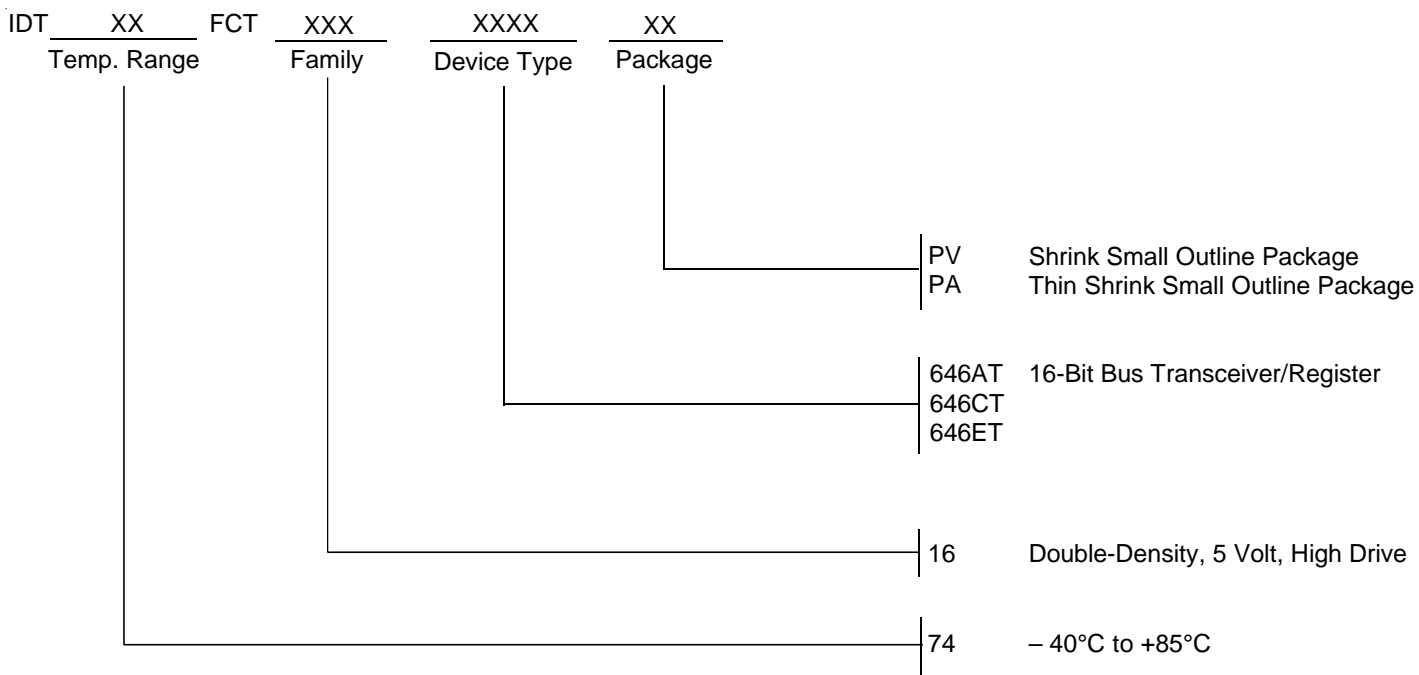 IDT XX FCT XXX XXXX XX
Temp. Range Family Device Type Package
PV Shrink Small Outline Package
PA Thin Shrink Small Outline Package
646AT 16-Bit Bus Transceiver/Register
646CT
646ET
16 Double-Density, 5 Volt, High Drive
74 – 40°C to +85°C